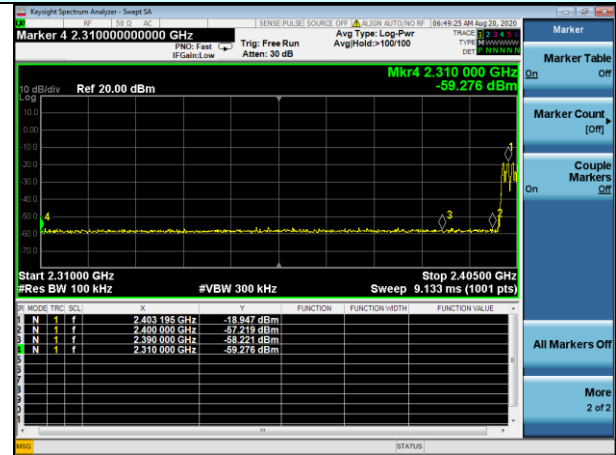 Keysight Spectrum Analyzer - Swept SA
LXI RF 50 Ω AC SENSE:PULSE SOURCE OFF ALIGN AUTO/NO RF 06:49:25 AM Aug 20, 2020
Marker 4 2.310000000000 GHz
PNO: Fast
IFGain:Low
Trig: Free Run
Atten: 30 dB
Avg Type: Log-Pwr
Avg|Hold:>100/100
TRACE 1 2 3 4 5 6
TYPE M W W W W W
DET P N N N N N
Mkr4 2.310 000 GHz
-59.276 dBm
10 dB/div Ref 20.00 dBm
Log
10.0
0.00
-10.0
-20.0
-30.0
-40.0
-50.0
-60.0
-70.0
1
2
3
4
Start 2.31000 GHz Stop 2.40500 GHz
#Res BW 100 kHz #VBW 300 kHz Sweep 9.133 ms (1001 pts)
MODE TRC SCL X Y FUNCTION FUNCTION WIDTH FUNCTION VALUE
1 N 1 f 2.403 195 GHz -18.947 dBm
2 N 1 f 2.400 000 GHz -57.219 dBm
3 N 1 f 2.390 000 GHz -58.221 dBm
4 N 1 f 2.310 000 GHz -59.276 dBm
5
6
7
8
9
10
11
MSG STATUS
Marker
Marker Table
On Off
Marker Count
[Off]
Couple
Markers
On Off
All Markers Off
More
2 of 2